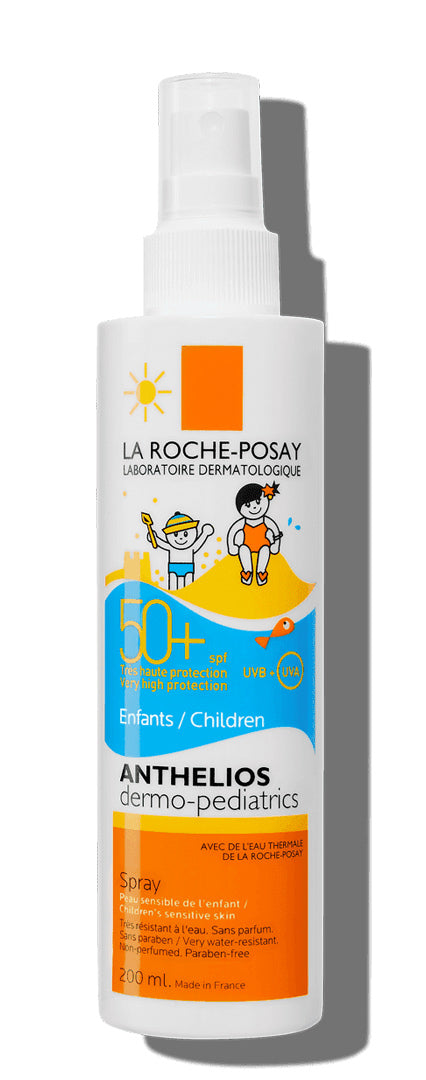 LA ROCHE-POSAY
LABORATOIRE DERMATOLOGIQUE
50+ spf
Très haute protection
Very high protection
UVB + UVA
Enfants / Children
ANTHELIOS
dermo-pediatrics
AVEC DE L'EAU THERMALE
DE LA ROCHE-POSAY
Spray
Peau sensible de l'enfant /
Children's sensitive skin
Très résistant à l'eau. Sans parfum.
Sans paraben / Very water-resistant.
Non-perfumed. Paraben-free
200 ml. Made in France